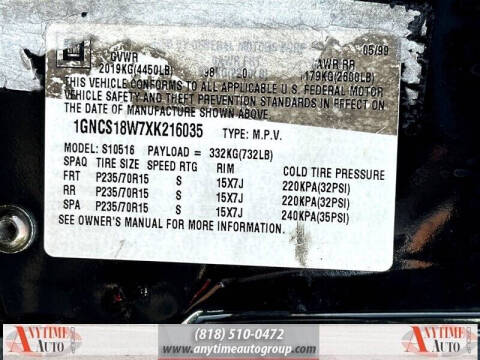 GM
05/99
GVWR GAWR RR
2019KG(4450LB) 1179KG(2600LB)
THIS VEHICLE CONFORMS TO ALL APPLICABLE U.S. FEDERAL MOTOR
VEHICLE SAFETY AND THEFT PREVENTION STANDARDS IN EFFECT ON
THE DATE OF MANUFACTURE SHOWN ABOVE.
1GNCS18W7XK216035 TYPE: M.P.V.
MODEL: S10516 PAYLOAD = 332KG(732LB)
SPAQ TIRE SIZE SPEED RTG RIM COLD TIRE PRESSURE
FRT P235/70R15 S 15X7J 220KPA(32PSI)
RR P235/70R15 S 15X7J 220KPA(32PSI)
SPA P235/70R15 S 15X7J 240KPA(35PSI)
SEE OWNER'S MANUAL FOR MORE INFORMATION
ANYTIME AUTO GROUP (818) 510-0472 ANYTIME AUTO GROUP
www.anytimeautogroup.com